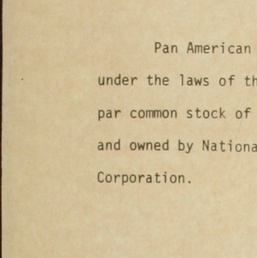 Pan American
under the laws of th
par common stock of
and owned by Nationa
Corporation.